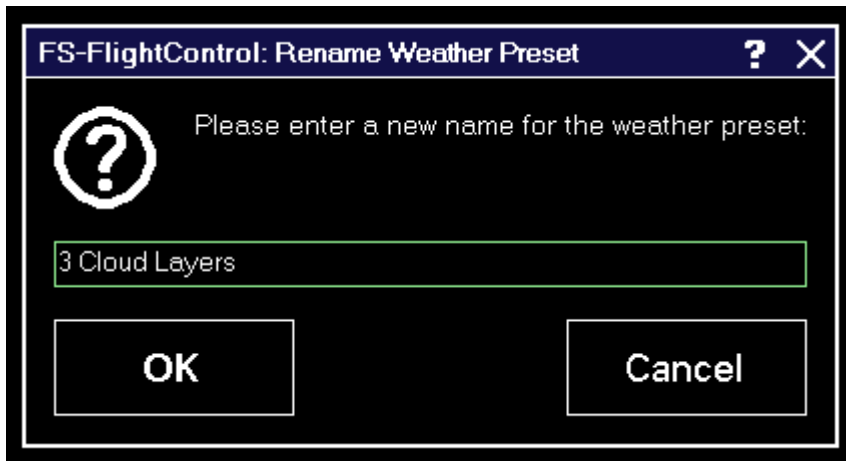 FS-FlightControl: Rename Weather Preset ? X
?
Please enter a new name for the weather preset:
3 Cloud Layers
OK Cancel